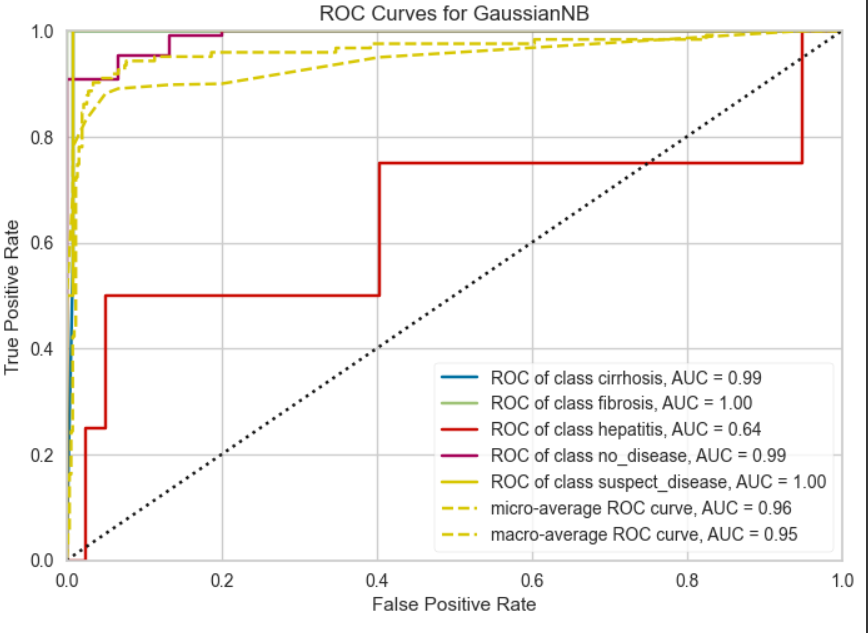 ROC Curves for GaussianNB
True Positive Rate
1.0
0.8
0.6
0.4
0.2
0.0
ROC of class cirrhosis, AUC = 0.99
ROC of class fibrosis, AUC = 1.00
ROC of class hepatitis, AUC = 0.64
ROC of class no_disease, AUC = 0.99
ROC of class suspect_disease, AUC = 1.00
micro-average ROC curve, AUC = 0.96
macro-average ROC curve, AUC = 0.95
0.0 0.2 0.4 0.6 0.8 1.0
False Positive Rate